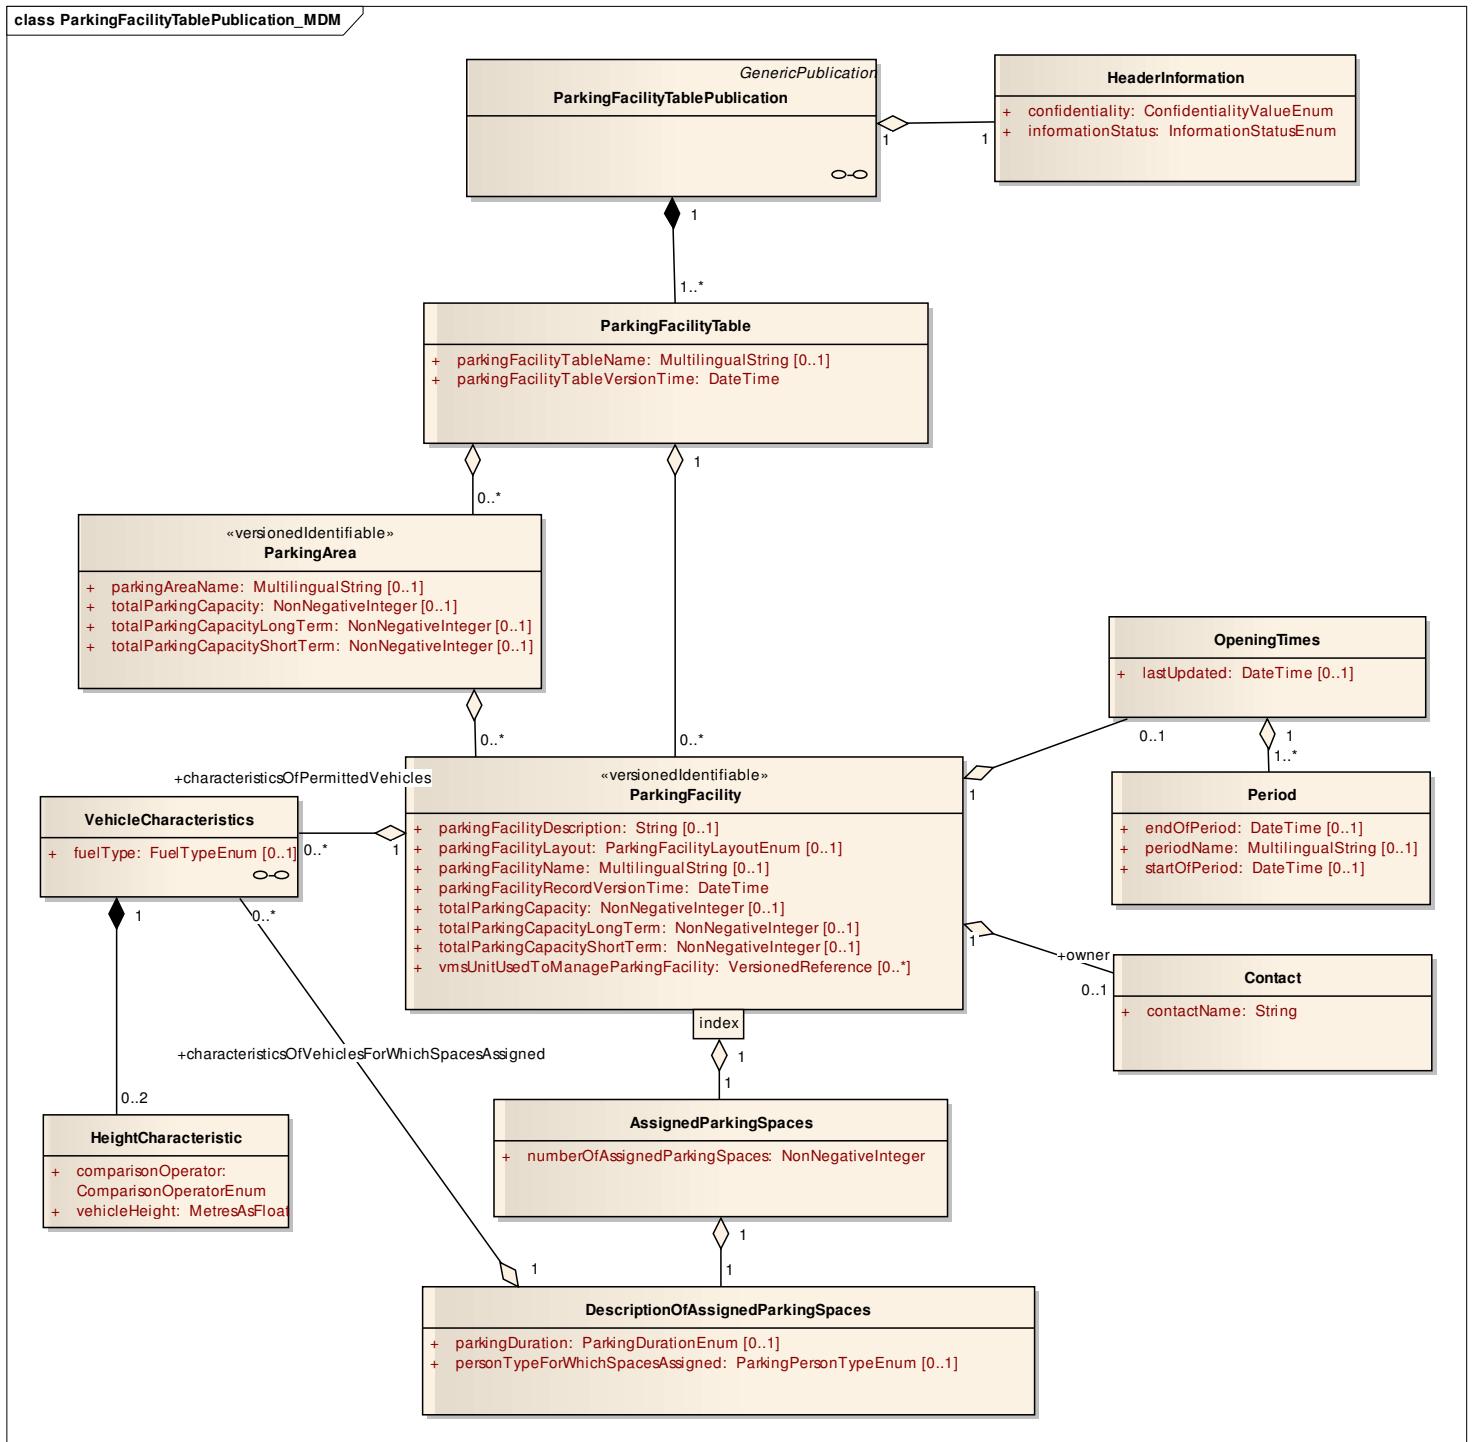 class ParkingFacilityTablePublication_MDM
GenericPublication
ParkingFacilityTablePublication
HeaderInformation
+ confidentiality: ConfidentialityValueEnum
+ informationStatus: InformationStatusEnum
1
1
1
1..*
ParkingFacilityTable
+ parkingFacilityTableName: MultilingualString [0..1]
+ parkingFacilityTableVersionTime: DateTime
1
0..*
«versionedIdentifiable»
ParkingArea
+ parkingAreaName: MultilingualString [0..1]
+ totalParkingCapacity: NonNegativeInteger [0..1]
+ totalParkingCapacityLongTerm: NonNegativeInteger [0..1]
+ totalParkingCapacityShortTerm: NonNegativeInteger [0..1]
OpeningTimes
+ lastUpdated: DateTime [0..1]
0..*
0..*
0..1
1
1..*
+characteristicsOfPermittedVehicles
«versionedIdentifiable»
ParkingFacility
+ parkingFacilityDescription: String [0..1]
+ parkingFacilityLayout: ParkingFacilityLayoutEnum [0..1]
+ parkingFacilityName: MultilingualString [0..1]
+ parkingFacilityRecordVersionTime: DateTime
+ totalParkingCapacity: NonNegativeInteger [0..1]
+ totalParkingCapacityLongTerm: NonNegativeInteger [0..1]
+ totalParkingCapacityShortTerm: NonNegativeInteger [0..1]
+ vmsUnitUsedToManageParkingFacility: VersionedReference [0..*]
1
Period
+ endOfPeriod: DateTime [0..1]
+ periodName: MultilingualString [0..1]
+ startOfPeriod: DateTime [0..1]
VehicleCharacteristics
+ fuelType: FuelTypeEnum [0..1]
0..*
1
1
0..*
1
+owner
0..1
Contact
+ contactName: String
index
1
1
+characteristicsOfVehiclesForWhichSpacesAssigned
0..2
HeightCharacteristic
+ comparisonOperator:
ComparisonOperatorEnum
+ vehicleHeight: MetresAsFloat
AssignedParkingSpaces
+ numberOfAssignedParkingSpaces: NonNegativeInteger
1
1
1
DescriptionOfAssignedParkingSpaces
+ parkingDuration: ParkingDurationEnum [0..1]
+ personTypeForWhichSpacesAssigned: ParkingPersonTypeEnum [0..1]